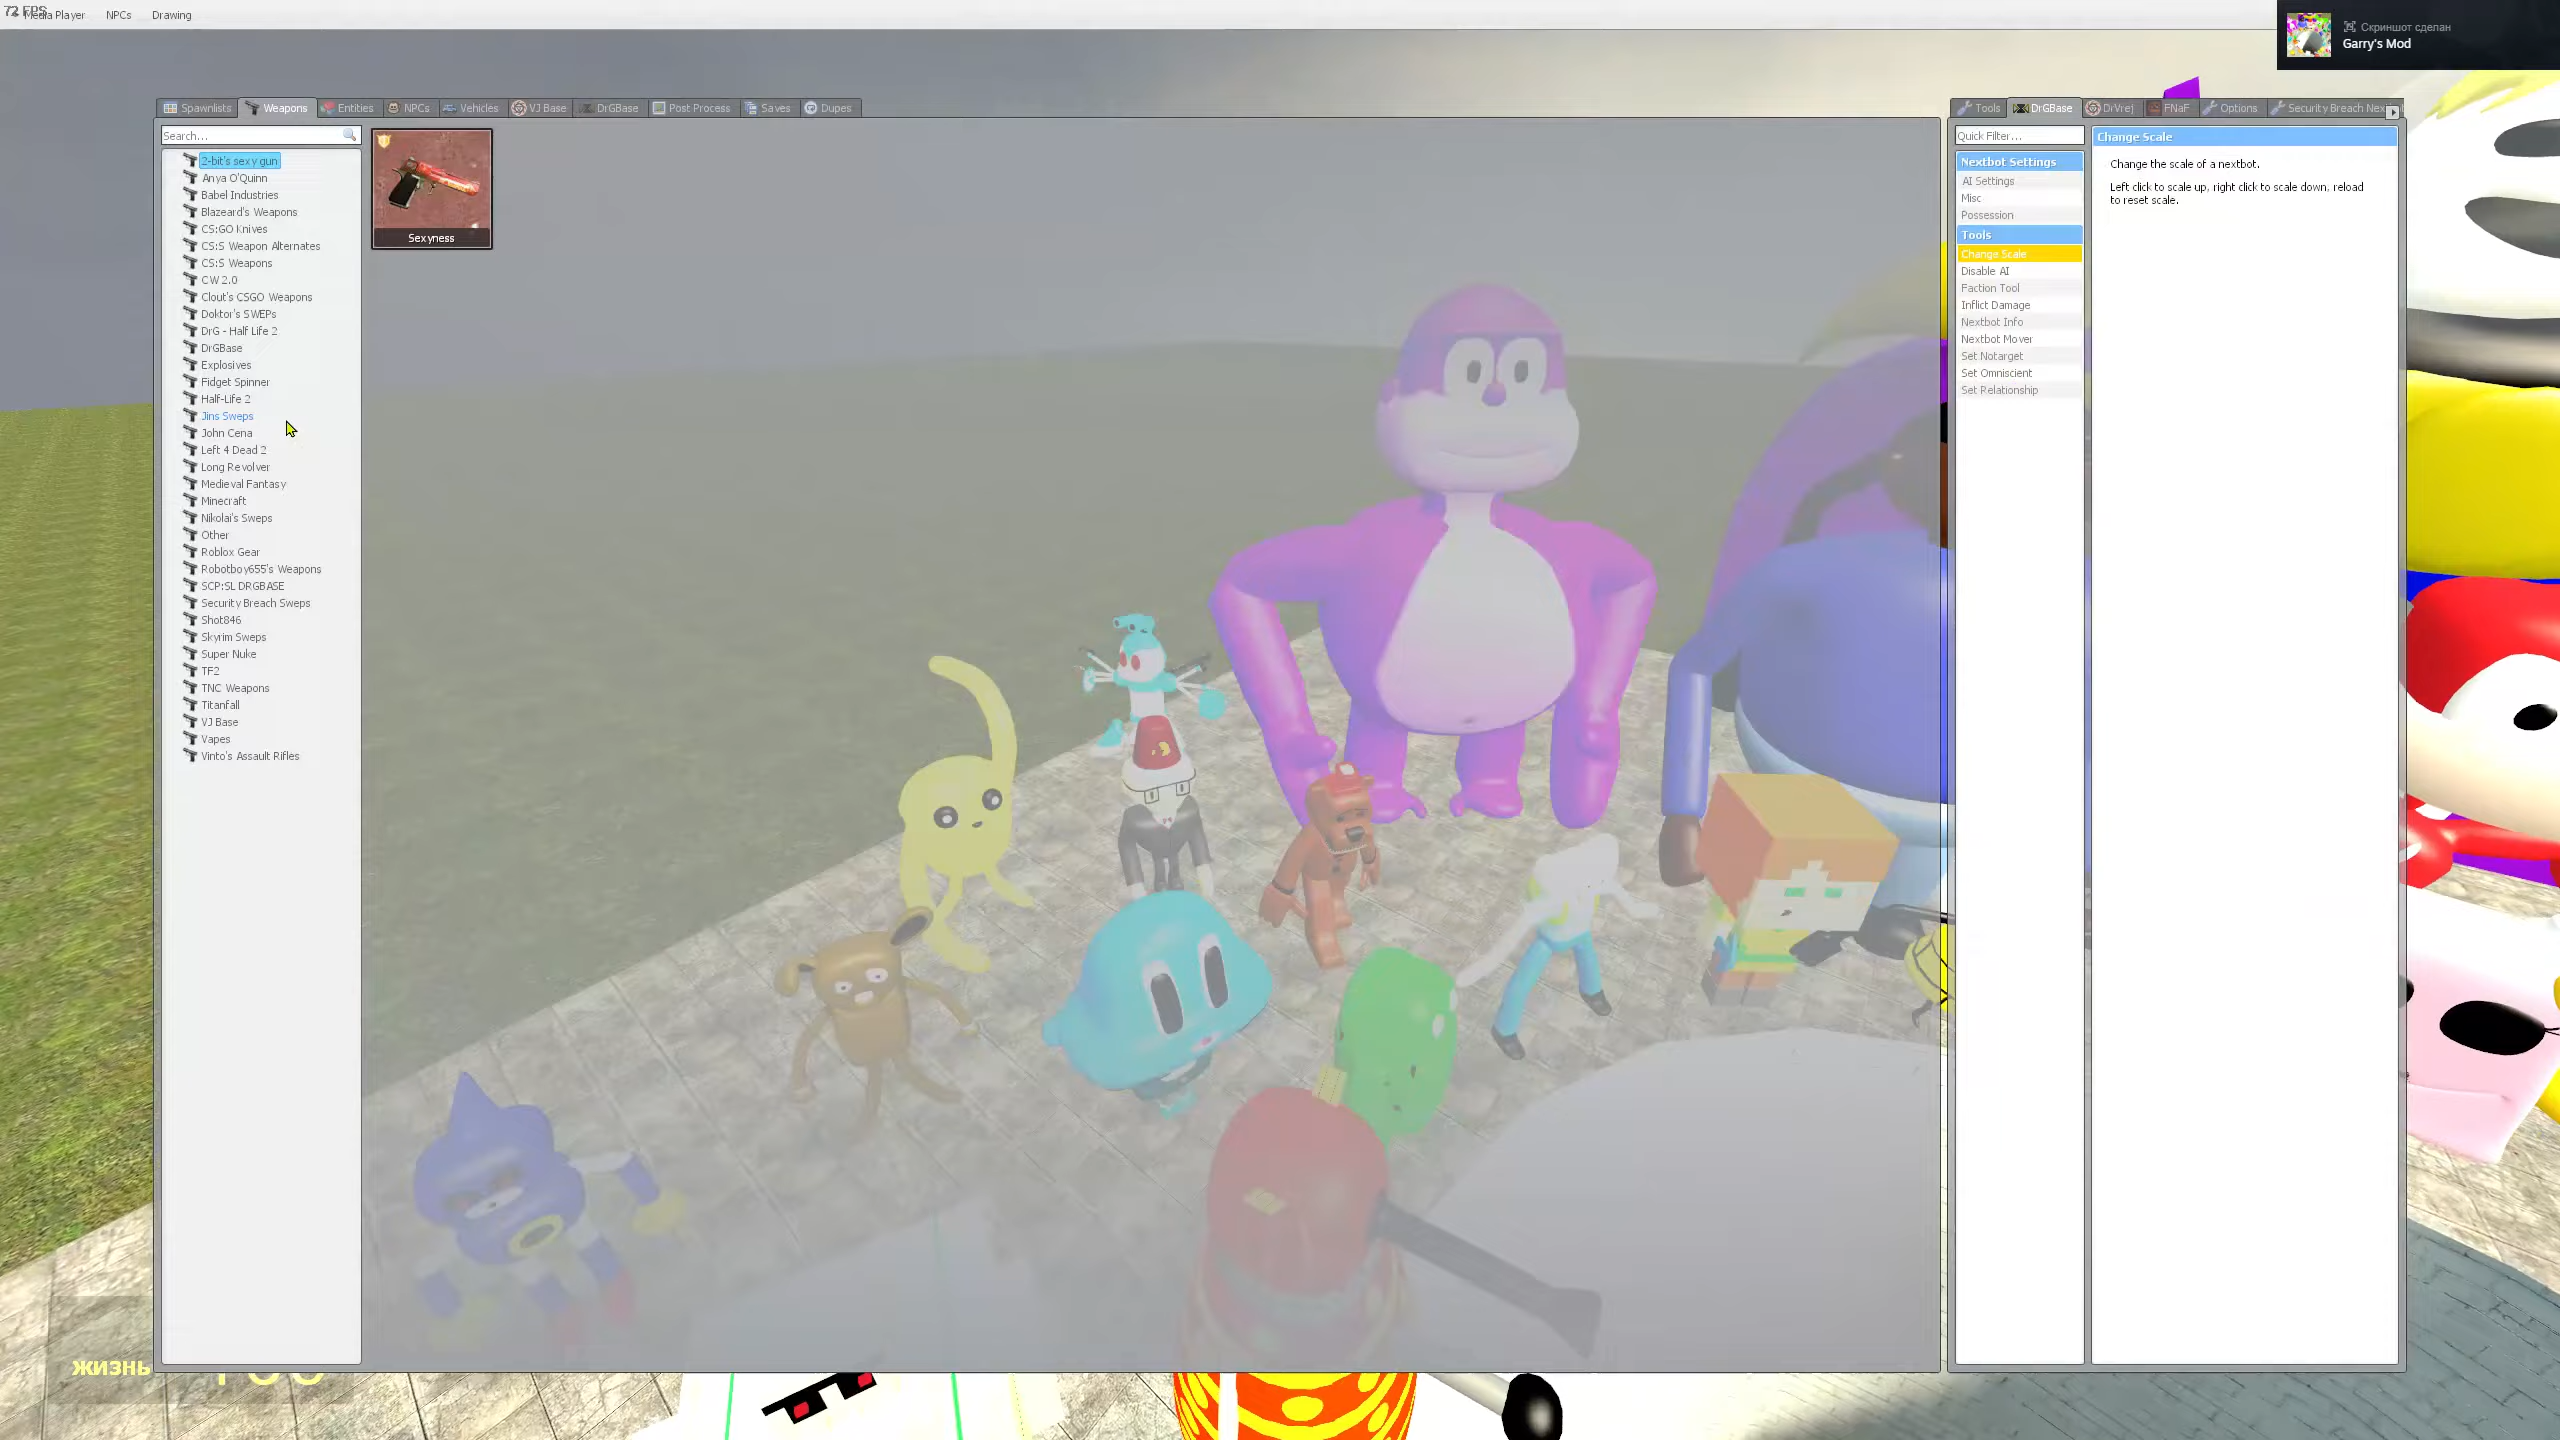 72 FPS
Media Player NPCs Drawing
Скриншот сделан
Garry's Mod
Spawnlists Weapons Entities NPCs Vehicles VJ Base DrGBase Post Process Saves Dupes
Search...
2-bit's sexy gun
Anya O'Quinn
Babel Industries
Blazeard's Weapons
CS:GO Knives
CS:S Weapon Alternates
CS:S Weapons
CW 2.0
Clout's CSGO Weapons
Doktor's SWEPs
DrG - Half Life 2
DrGBase
Explosives
Fidget Spinner
Half-Life 2
Jins Sweps
John Cena
Left 4 Dead 2
Long Revolver
Medieval Fantasy
Minecraft
Nikolai's Sweps
Other
Roblox Gear
Robotboy655's Weapons
SCP:SL DRGBASE
Security Breach Sweps
Shot846
Skyrim Sweps
Super Nuke
TF2
TNC Weapons
Titanfall
VJ Base
Vapes
Vinto's Assault Rifles
Sexyness
Tools DrGBase DrVrej FNaF Options Security Breach Nex
Quick Filter...
Nextbot Settings
AI Settings
Misc
Possession
Tools
Change Scale
Disable AI
Faction Tool
Inflict Damage
Nextbot Info
Nextbot Mover
Set Notarget
Set Omniscient
Set Relationship
Change Scale
Change the scale of a nextbot.
Left click to scale up, right click to scale down, reload
to reset scale.
ЖИЗНЬ